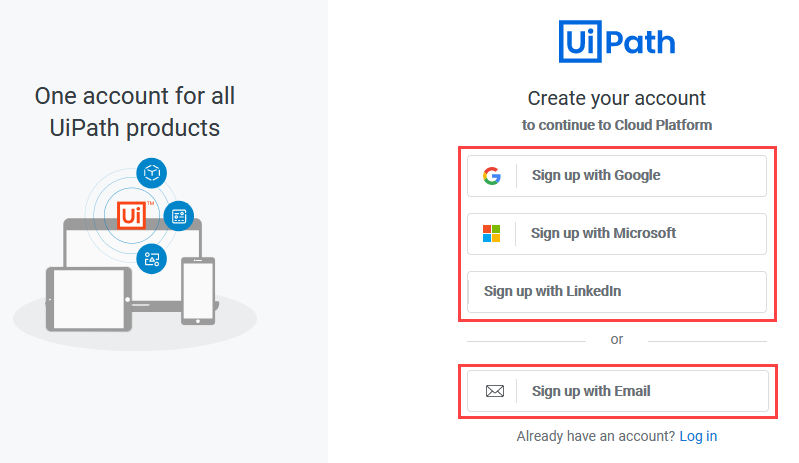 One account for all
UiPath products
Ui™
Ui Path
Create your account
to continue to Cloud Platform
Sign up with Google
Sign up with Microsoft
Sign up with LinkedIn
or
Sign up with Email
Already have an account? Log in